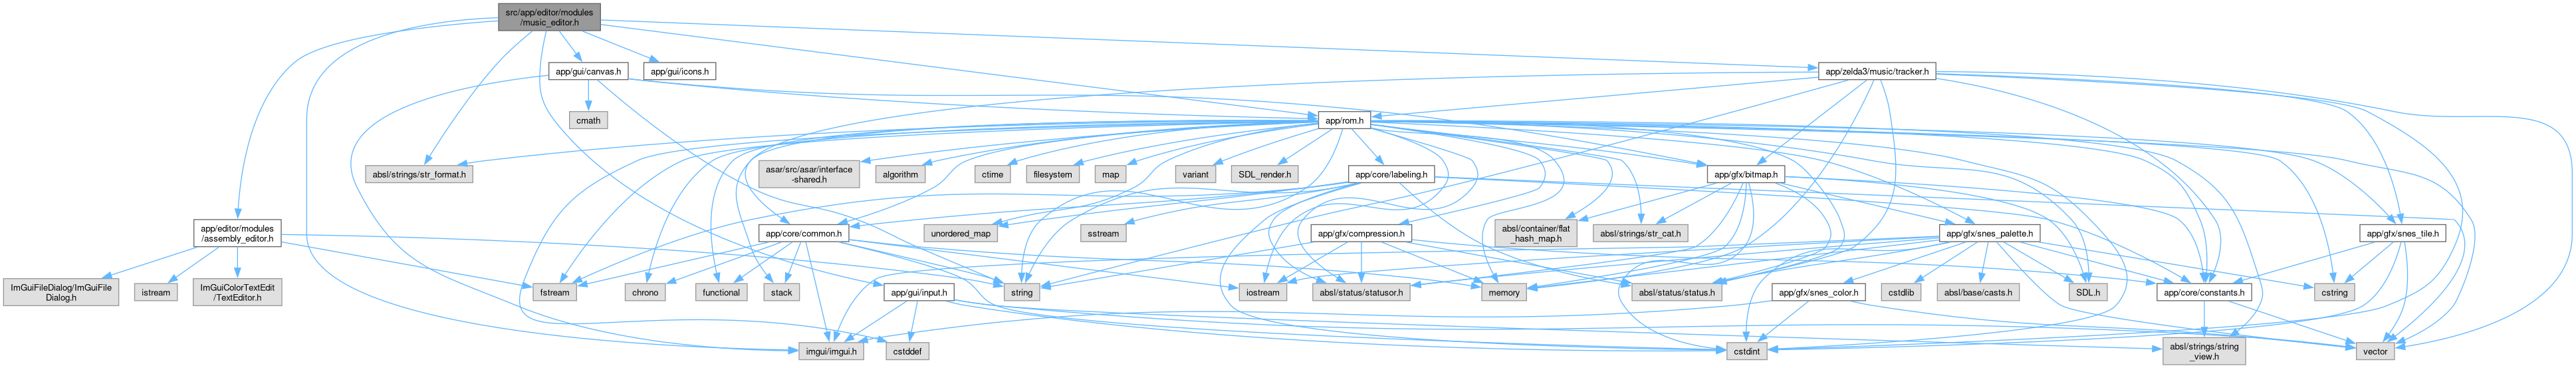 src/app/editor/modules
/music_editor.h
app/gui/canvas.h
app/gui/icons.h
app/zelda3/music/tracker.h
cmath
app/rom.h
absl/strings/str_format.h
asar/src/asar/interface
-shared.h
algorithm
ctime
filesystem
map
variant
SDL_render.h
app/core/labeling.h
app/gfx/bitmap.h
app/editor/modules
/assembly_editor.h
app/core/common.h
unordered_map
sstream
app/gfx/compression.h
absl/container/flat
_hash_map.h
absl/strings/str_cat.h
app/gfx/snes_palette.h
app/gfx/snes_tile.h
ImGuiFileDialog/ImGuiFile
Dialog.h
istream
ImGuiColorTextEdit
/TextEditor.h
fstream
chrono
functional
stack
app/gui/input.h
string
iostream
absl/status/statusor.h
memory
absl/status/status.h
app/gfx/snes_color.h
cstdlib
absl/base/casts.h
SDL.h
app/core/constants.h
cstring
imgui/imgui.h
cstddef
cstdint
absl/strings/string
_view.h
vector